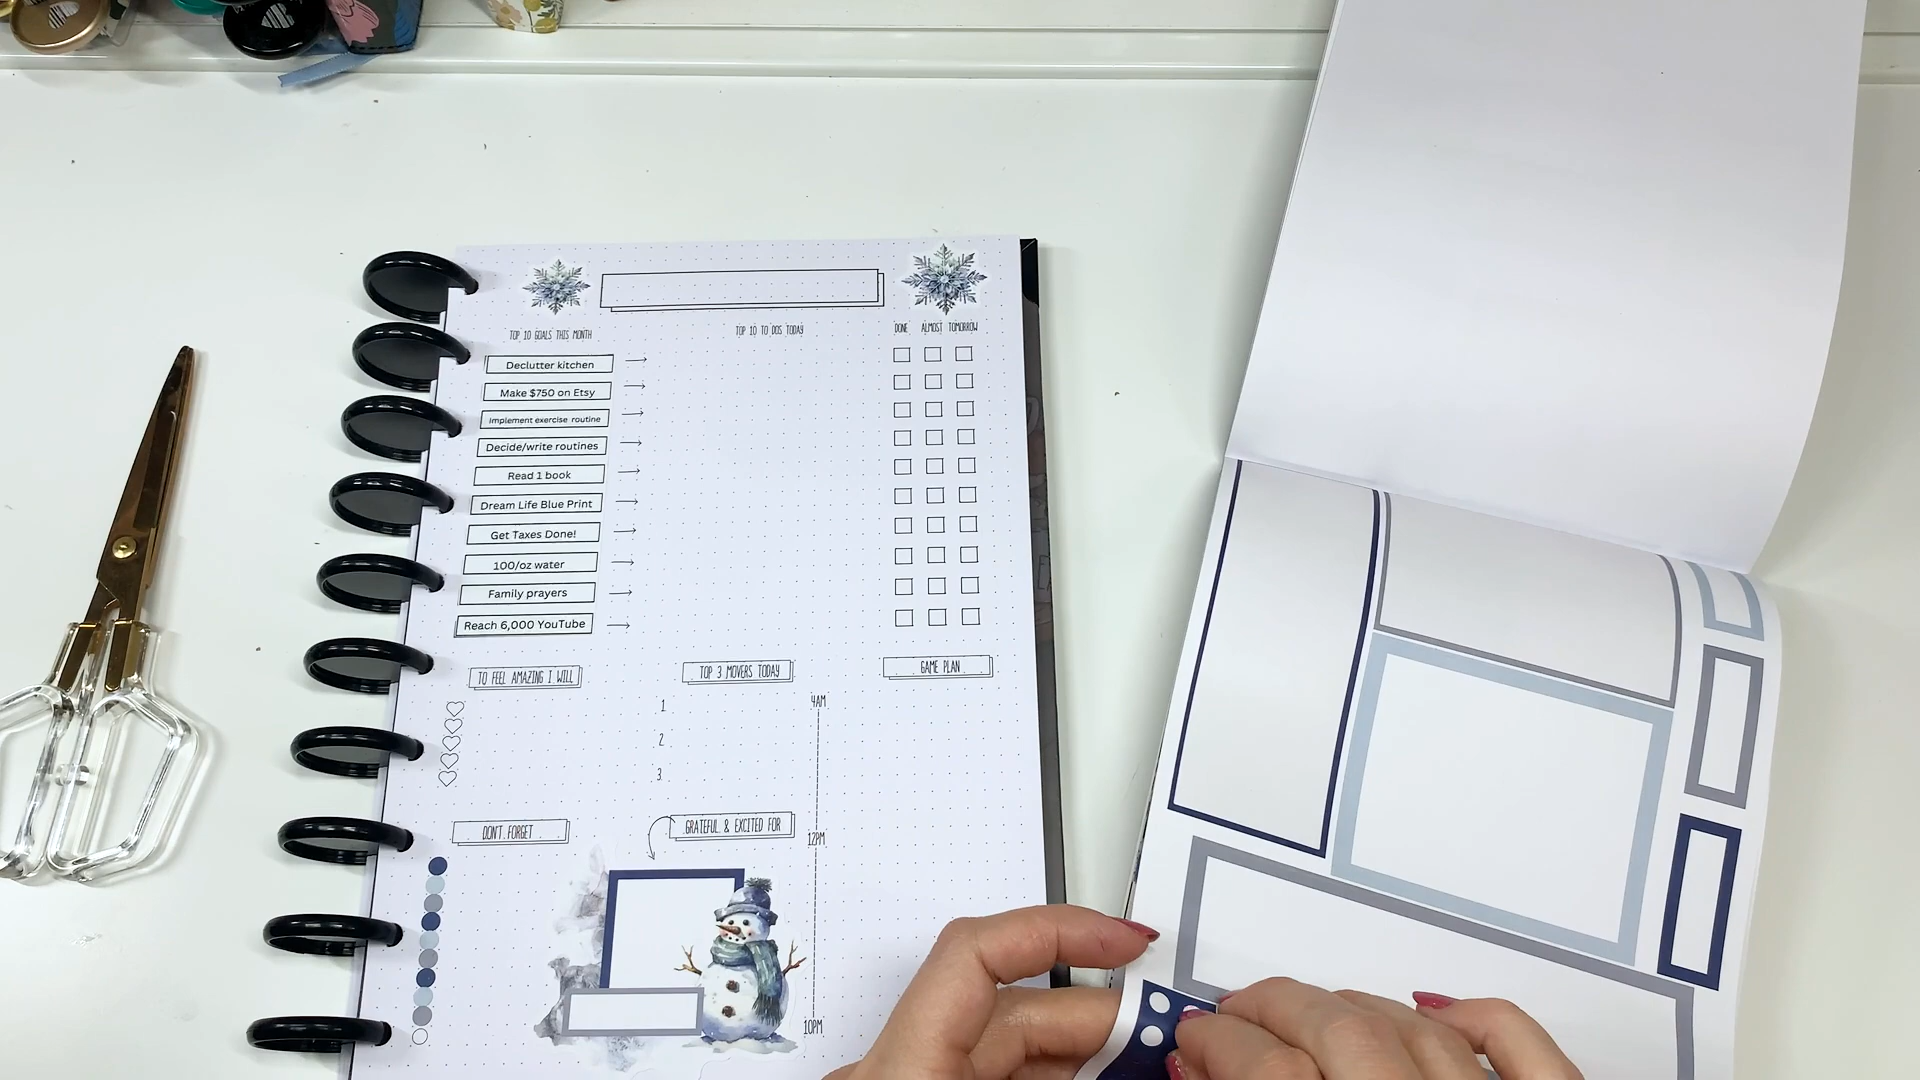 TOP 10 GOALS THIS MONTH
TOP 10 TO DOS TODAY
DONE ALMOST TOMORROW
Declutter kitchen
Make $750 on Etsy
Implement exercise routine
Decide/write routines
Read 1 book
Dream Life Blue Print
Get Taxes Done!
100/oz water
Family prayers
Reach 6,000 YouTube
TO FEEL AMAZING I WILL
TOP 3 MOVERS TODAY
GAME PLAN
1
2
3
4AM
DON'T FORGET
GRATEFUL & EXCITED FOR
12PM
10PM